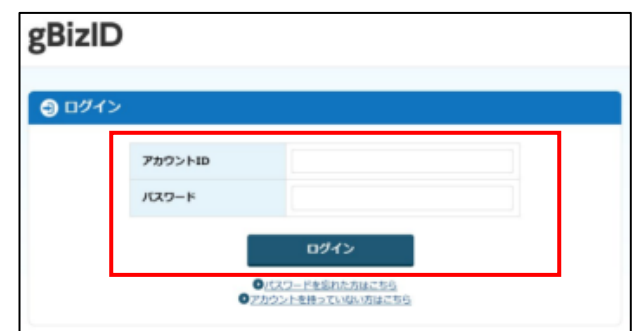 gBizID
ログイン
アカウントID
パスワード
ログイン
パスワードを忘れた方はこちら
アカウントを持っていない方はこちら